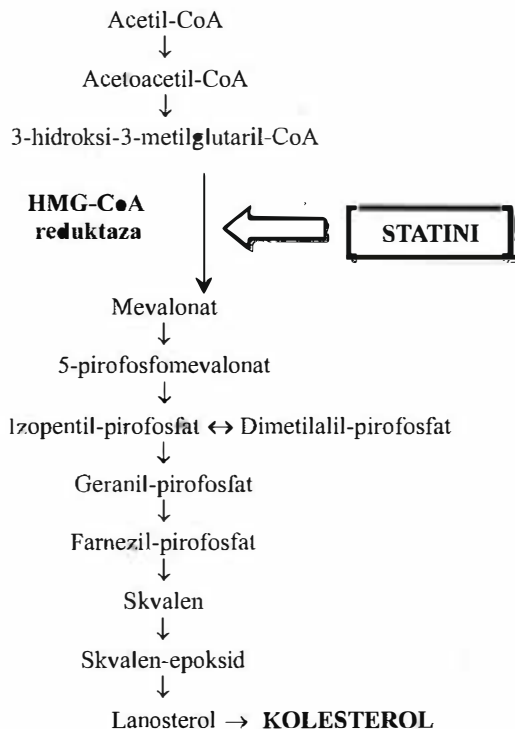 Acetil-CoA
↓
Acetoacetil-CoA
↓
3-hidroksi-3-metilglutaril-CoA
HMG-CoA
reduktaza
STATINI
Mevalonat
↓
5-pirofosfomevalonat
↓
Izopentil-pirofosfat ↔ Dimetilalil-pirofosfat
↓
Geranil-pirofosfat
↓
Farnezil-pirofosfat
↓
Skvalen
↓
Skvalen-epoksid
↓
Lanosterol → KOLESTEROL